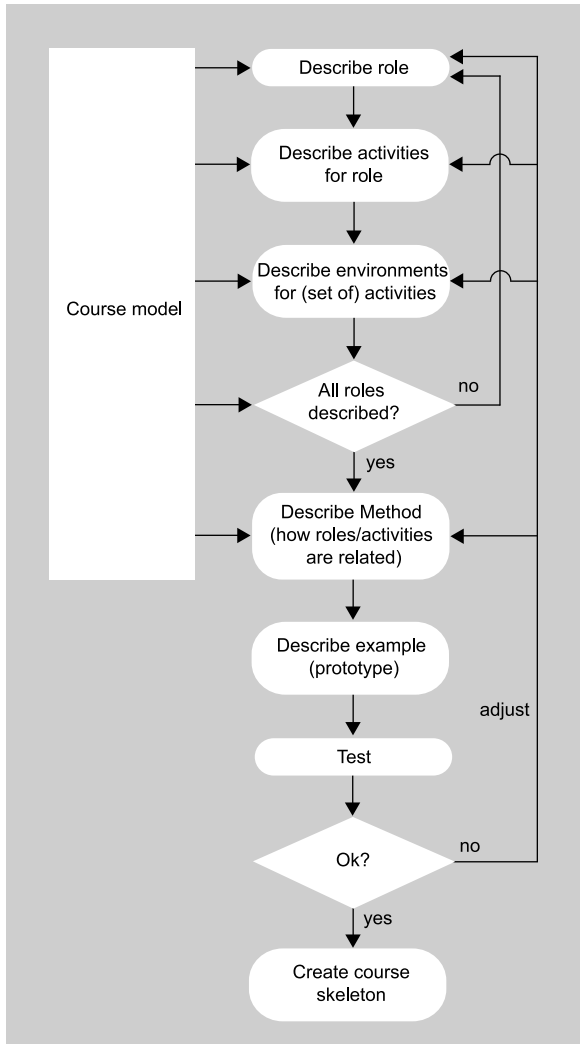 Describe role
Describe activities
for role
Describe environments
for (set of) activities
Course model
All roles
described?
no
yes
Describe Method
(how roles/activities
are related)
Describe example
(prototype)
adjust
Test
Ok?
no
yes
Create course
skeleton